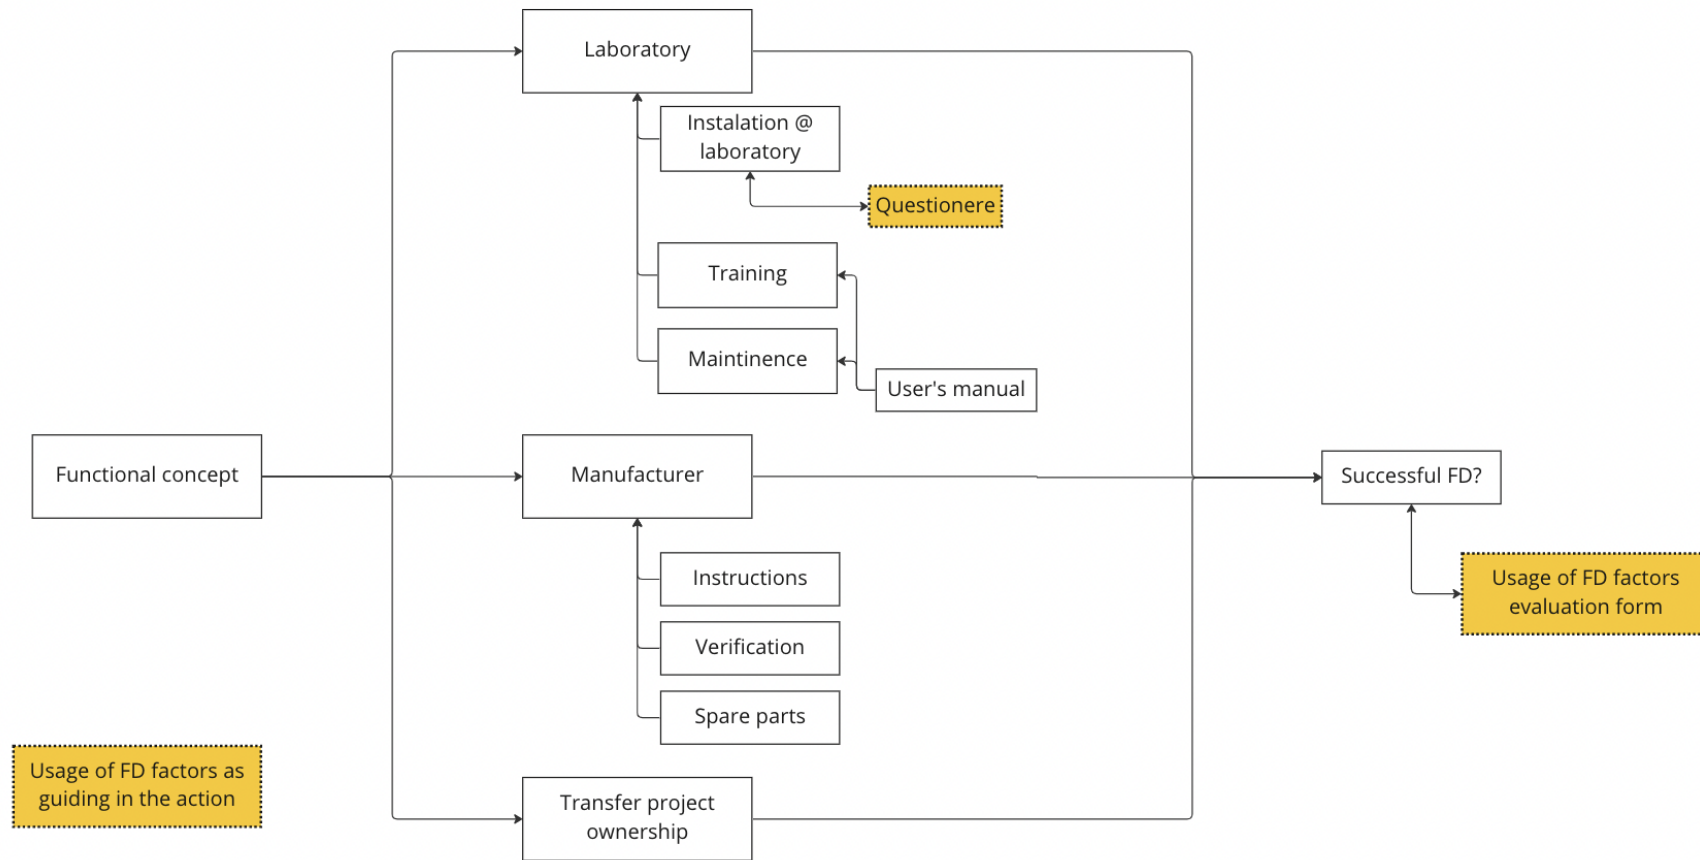 Laboratory
Instalation @
laboratory
Questionere
Training
Maintinence
User's manual
Functional concept
Manufacturer
Successful FD?
Instructions
Verification
Spare parts
Usage of FD factors
evaluation form
Usage of FD factors as
guiding in the action
Transfer project
ownership